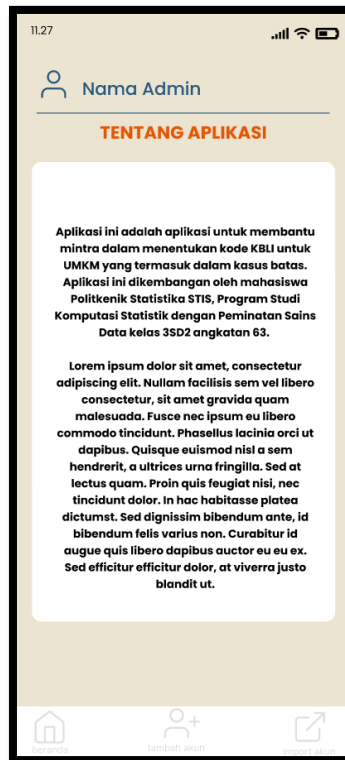 11.27
Nama Admin
TENTANG APLIKASI
Aplikasi ini adalah aplikasi untuk membantu
mintra dalam menentukan kode KBLI untuk
UMKM yang termasuk dalam kasus batas.
Aplikasi ini dikembangan oleh mahasiswa
Politkenik Statistika STIS, Program Studi
Komputasi Statistik dengan Peminatan Sains
Data kelas 3SD2 angkatan 63.
Lorem ipsum dolor sit amet, consectetur
adipiscing elit. Nullam facilisis sem vel libero
consectetur, sit amet gravida quam
malesuada. Fusce nec ipsum eu libero
commodo tincidunt. Phasellus lacinia orci ut
dapibus. Quisque euismod nisl a sem
hendrerit, a ultrices urna fringilla. Sed at
lectus quam. Proin quis feugiat nisi, nec
tincidunt dolor. In hac habitasse platea
dictumst. Sed dignissim bibendum ante, id
bibendum felis varius non. Curabitur id
augue quis libero dapibus auctor eu eu ex.
Sed efficitur efficitur dolor, at viverra justo
blandit ut.
beranda
tambah akun
import akun